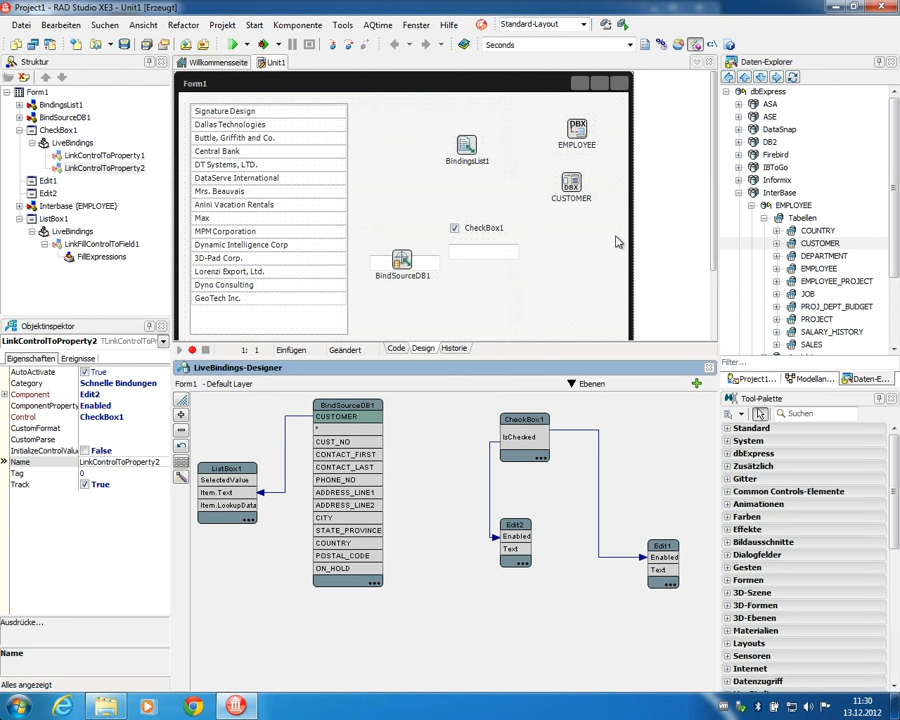 Project1 - RAD Studio XE3 - Unit1 [Erzeugt]
Datei Bearbeiten Suchen Ansicht Refactor Projekt Start Komponente Tools AQtime Fenster Hilfe
Standard-Layout
Seconds
Struktur
Form1
BindingsList1
BindSourceDB1
CheckBox1
LiveBindings
LinkControlToProperty1
LinkControlToProperty2
Edit1
Edit2
Interbase {EMPLOYEE}
ListBox1
LiveBindings
LinkFillControlToField1
FillExpressions
Objektinspektor
LinkControlToProperty2 TLinkControlToP
Eigenschaften Ereignisse
AutoActivate True
Category Schnelle Bindungen
Component Edit2
ComponentProperty Enabled
Control CheckBox1
CustomFormat
CustomParse
InitializeControlValu False
Name LinkControlToProperty2
Tag 0
Track True
Ausdrücke...
Name
Alles angezeigt
Willkommensseite Unit1
Form1
Signature Design
Dallas Technologies
Buttle, Griffith and Co.
Central Bank
DT Systems, LTD.
DataServe International
Mrs. Beauvais
Anini Vacation Rentals
Max
MPM Corporation
Dynamic Intelligence Corp
3D-Pad Corp.
Lorenzi Export, Ltd.
Dyno Consulting
GeoTech Inc.
BindingsList1
DBX
EMPLOYEE
DBX
CUSTOMER
CheckBox1
BindSourceDB1
1: 1 Einfügen Geändert Code Design Historie
LiveBindings-Designer
Form1 - Default Layer Ebenen
BindSourceDB1
CUSTOMER
*
CUST_NO
CONTACT_FIRST
CONTACT_LAST
PHONE_NO
ADDRESS_LINE1
ADDRESS_LINE2
CITY
STATE_PROVINCE
COUNTRY
POSTAL_CODE
ON_HOLD
ListBox1
SelectedValue
Item.Text
Item.LookupData
CheckBox1
IsChecked
Edit2
Enabled
Text
Edit1
Enabled
Text
Daten-Explorer
dbExpress
ASA
ASE
DataSnap
DB2
Firebird
IBToGo
Informix
InterBase
EMPLOYEE
Tabellen
COUNTRY
CUSTOMER
DEPARTMENT
EMPLOYEE
EMPLOYEE_PROJECT
JOB
PROJ_DEPT_BUDGET
PROJECT
SALARY_HISTORY
SALES
Filter...
Project1... Modellan... Daten-E...
Tool-Palette
Suchen
Standard
System
dbExpress
Zusätzlich
Gitter
Common Controls-Elemente
Animationen
Farben
Effekte
Bildausschnitte
Dialogfelder
Gesten
Formen
3D-Szene
3D-Formen
3D-Ebenen
Materialien
Layouts
Sensoren
Internet
Datenzugriff
11:30
13.12.2012